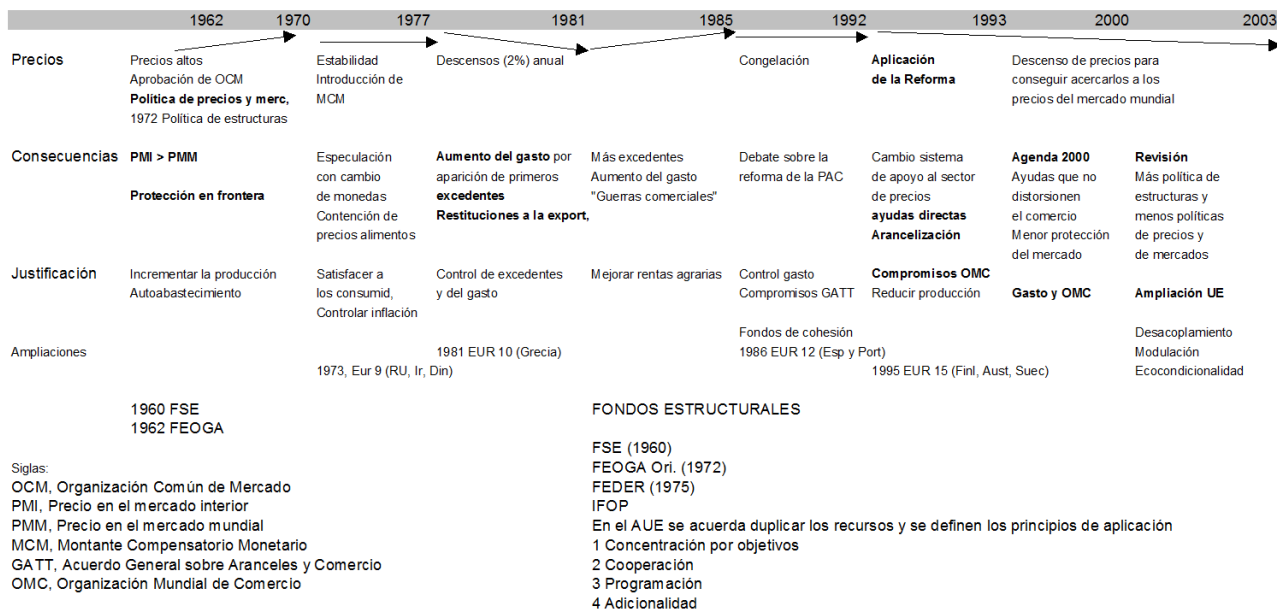 1962 1970 1977 1981 1985 1992 1993 2000 2003
Precios
Precios altos
Aprobación de OCM
Política de precios y merc,
1972 Política de estructuras
Estabilidad
Introducción de
MCM
Descensos (2%) anual
Congelación
Aplicación
de la Reforma
Descenso de precios para
conseguir acercarlos a los
precios del mercado mundial
Consecuencias
PMI > PMM
Protección en frontera
Especulación
con cambio
de monedas
Contención de
precios alimentos
Aumento del gasto por
aparición de primeros
excedentes
Restituciones a la export,
Más excedentes
Aumento del gasto
"Guerras comerciales"
Debate sobre la
reforma de la PAC
Cambio sistema
de apoyo al sector
de precios
ayudas directas
Arancelización
Agenda 2000
Ayudas que no
distorsionen
el comercio
Menor protección
del mercado
Revisión
Más política de
estructuras y
menos políticas
de precios y
de mercados
Justificación
Incrementar la producción
Autoabastecimiento
Satisfacer a
los consumid,
Controlar inflación
Control de excedentes
y del gasto
Mejorar rentas agrarias
Control gasto
Compromisos GATT
Compromisos OMC
Reducir producción
Gasto y OMC
Ampliación UE
Ampliaciones
1973, Eur 9 (RU, Ir, Din)
1981 EUR 10 (Grecia)
Fondos de cohesión
1986 EUR 12 (Esp y Port)
1995 EUR 15 (Finl, Aust, Suec)
Desacoplamiento
Modulación
Ecocondicionalidad
1960 FSE
1962 FEOGA
Siglas:
OCM, Organización Común de Mercado
PMI, Precio en el mercado interior
PMM, Precio en el mercado mundial
MCM, Montante Compensatorio Monetario
GATT, Acuerdo General sobre Aranceles y Comercio
OMC, Organización Mundial de Comercio
FONDOS ESTRUCTURALES
FSE (1960)
FEOGA Ori. (1972)
FEDER (1975)
IFOP
En el AUE se acuerda duplicar los recursos y se definen los principios de aplicación
1 Concentración por objetivos
2 Cooperación
3 Programación
4 Adicionalidad